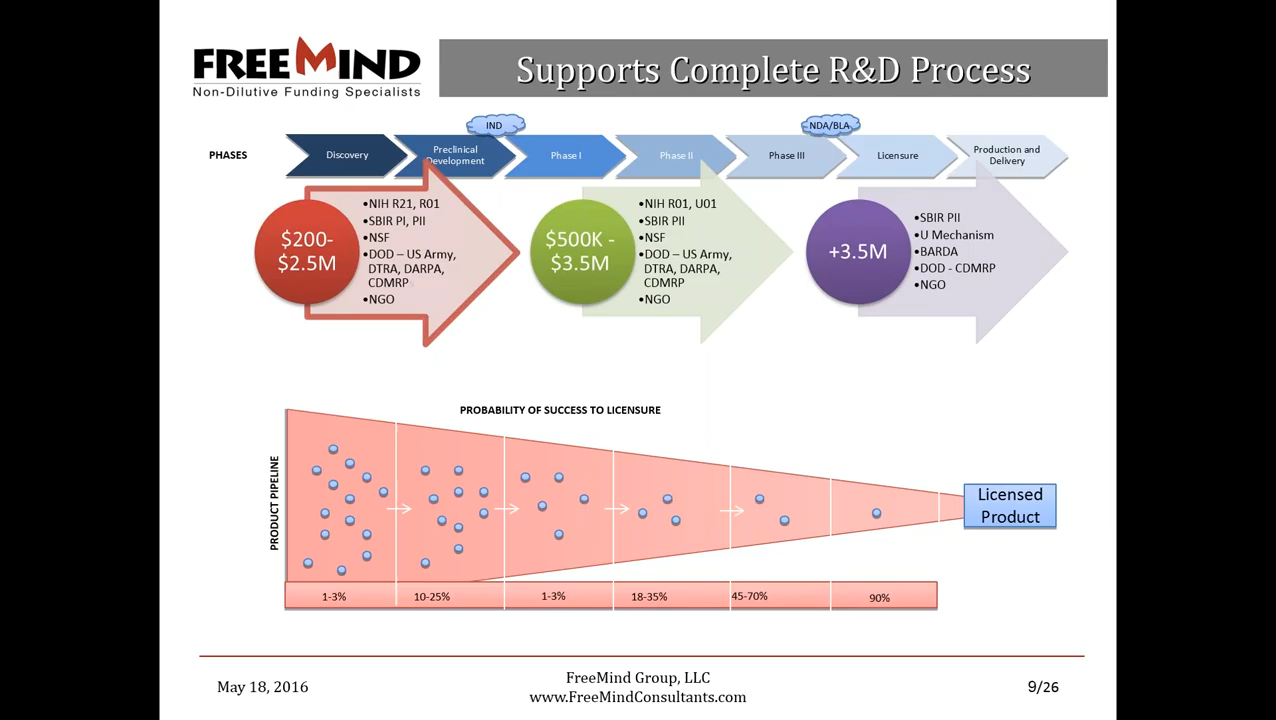 FREEMIND
Non-Dilutive Funding Specialists
Supports Complete R&D Process
IND
NDA/BLA
PHASES
Discovery
Preclinical
Development
Phase I
Phase II
Phase III
Licensure
Production and
Delivery
$200-
$2.5M
•NIH R21, R01
•SBIR PI, PII
•NSF
•DOD – US Army,
DTRA, DARPA,
CDMRP
•NGO
$500K -
$3.5M
•NIH R01, U01
•SBIR PII
•NSF
•DOD – US Army,
DTRA, DARPA,
CDMRP
•NGO
+3.5M
•SBIR PII
•U Mechanism
•BARDA
•DOD - CDMRP
•NGO
PROBABILITY OF SUCCESS TO LICENSURE
PRODUCT PIPELINE
Licensed
Product
1-3%
10-25%
1-3%
18-35%
45-70%
90%
May 18, 2016
FreeMind Group, LLC
www.FreeMindConsultants.com
9/26